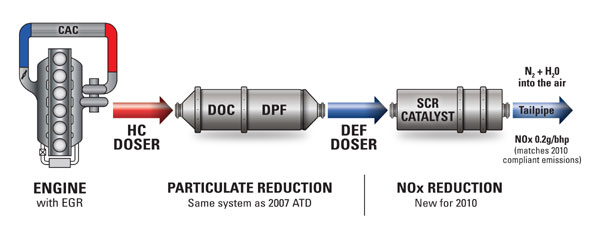 CAC
HC
DOSER
DOC
DPF
DEF
DOSER
SCR
CATALYST
N₂ + H₂0
into the air
Tailpipe
NOx 0.2g/bhp
(matches 2010
compliant emissions)
ENGINE
with EGR
PARTICULATE REDUCTION
Same system as 2007 ATD
NOx REDUCTION
New for 2010